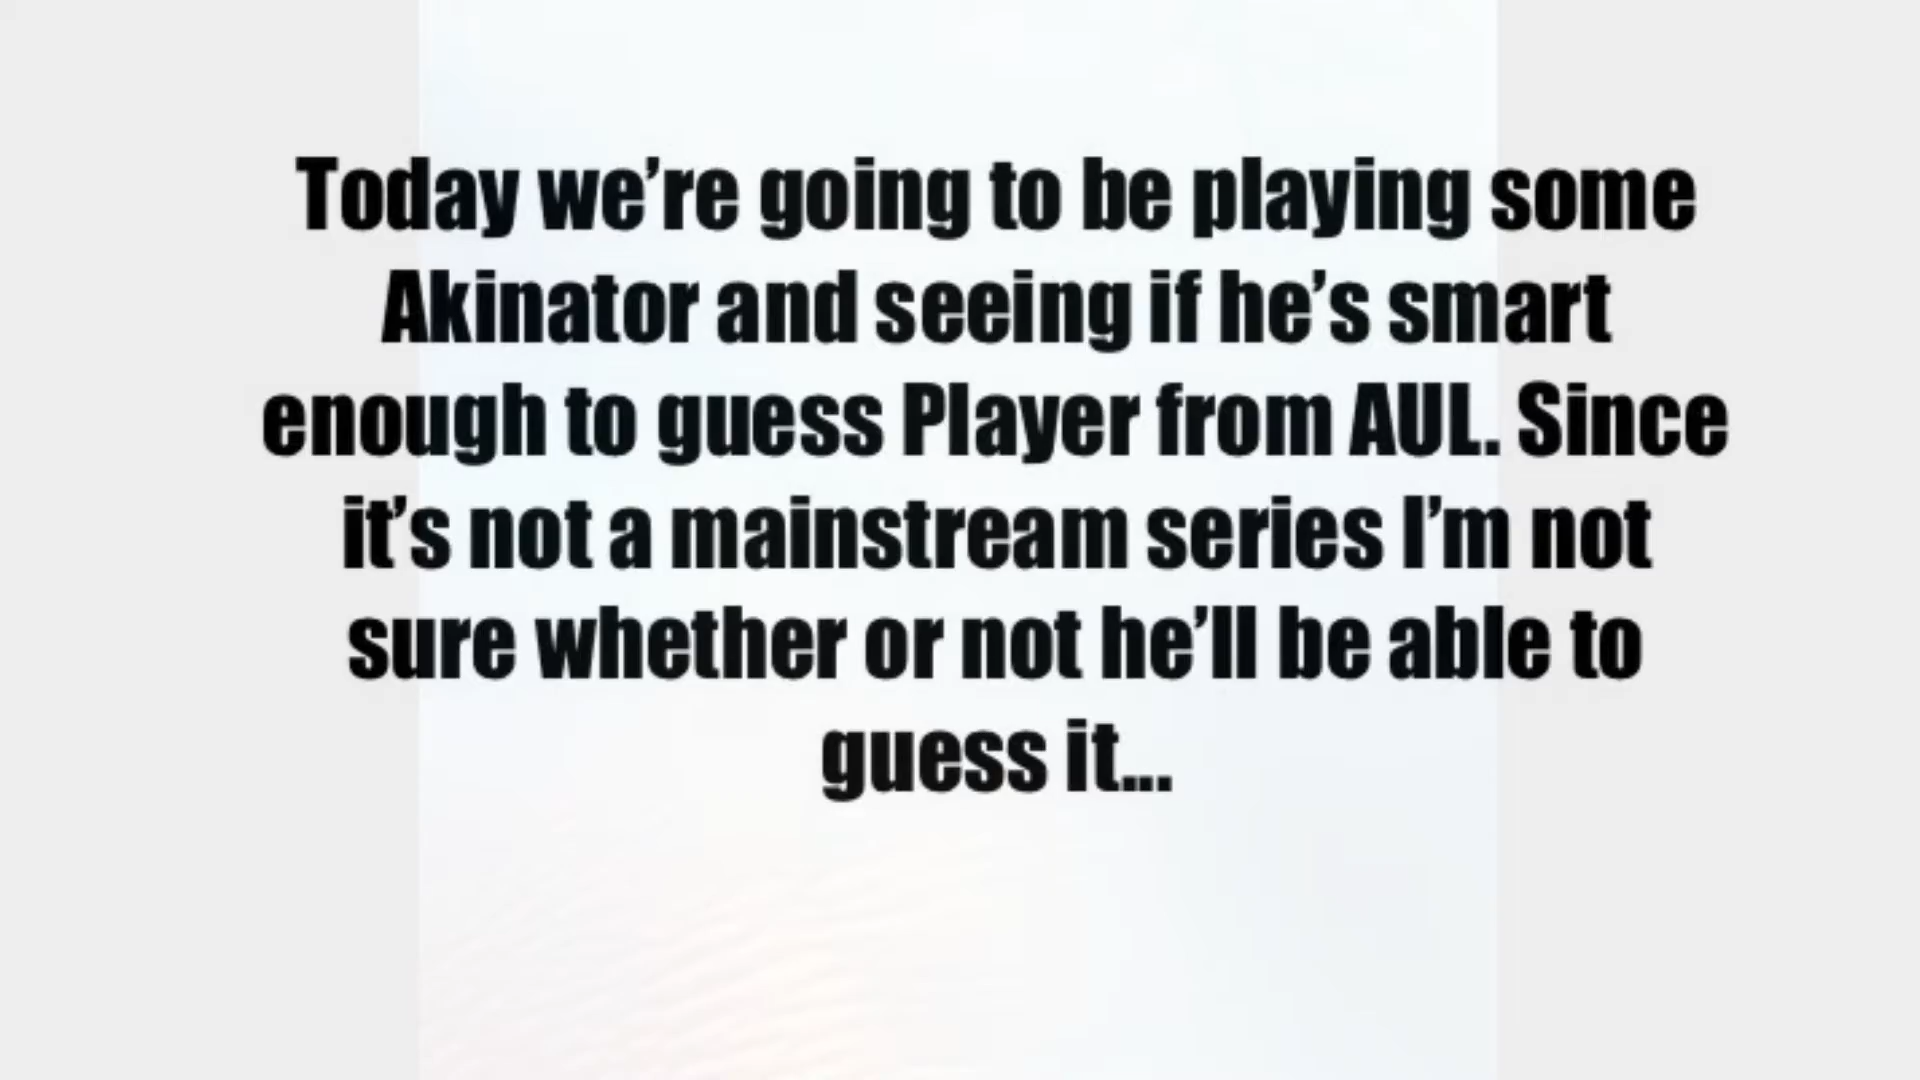 Today we’re going to be playing some
Akinator and seeing if he’s smart
enough to guess Player from AUL. Since
it’s not a mainstream series I’m not
sure whether or not he’ll be able to
guess it...